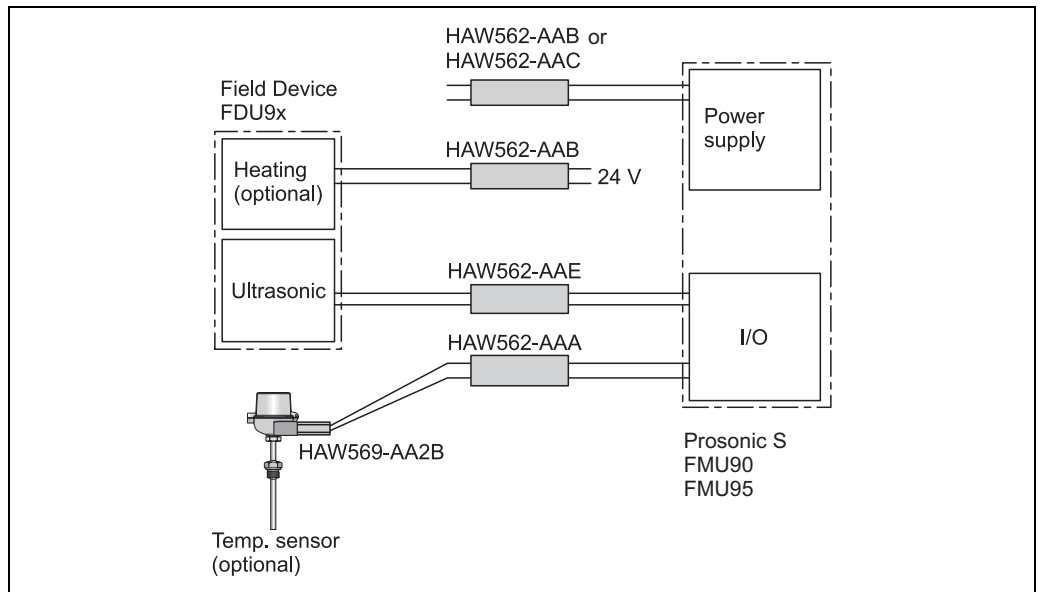 HAW562-AAB or
HAW562-AAC
Field Device
FDU9x
Power
supply
HAW562-AAB
Heating
(optional)
24 V
HAW562-AAE
Ultrasonic
HAW562-AAA
I/O
HAW569-AA2B
Prosonic S
FMU90
FMU95
Temp. sensor
(optional)